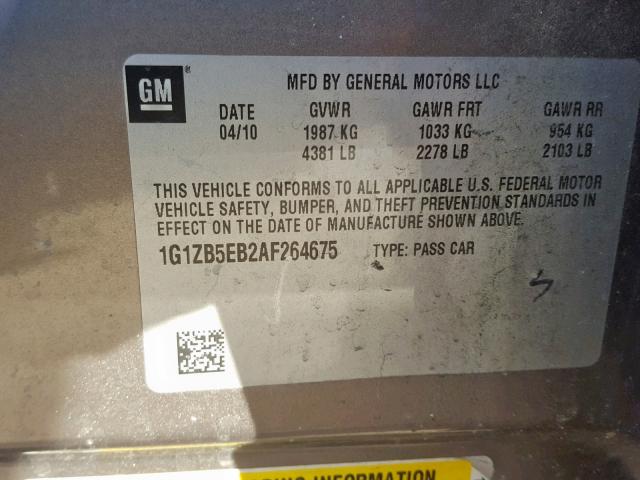 GM ®
MFD BY GENERAL MOTORS LLC
DATE GVWR GAWR FRT GAWR RR
04/10 1987 KG 1033 KG 954 KG
4381 LB 2278 LB 2103 LB
THIS VEHICLE CONFORMS TO ALL APPLICABLE U.S. FEDERAL MOTOR
VEHICLE SAFETY, BUMPER, AND THEFT PREVENTION STANDARDS IN
EFFECT ON THE DATE OF MANUFACTURE SHOWN ABOVE.
1G1ZB5EB2AF264675 TYPE: PASS CAR
INFORMATION